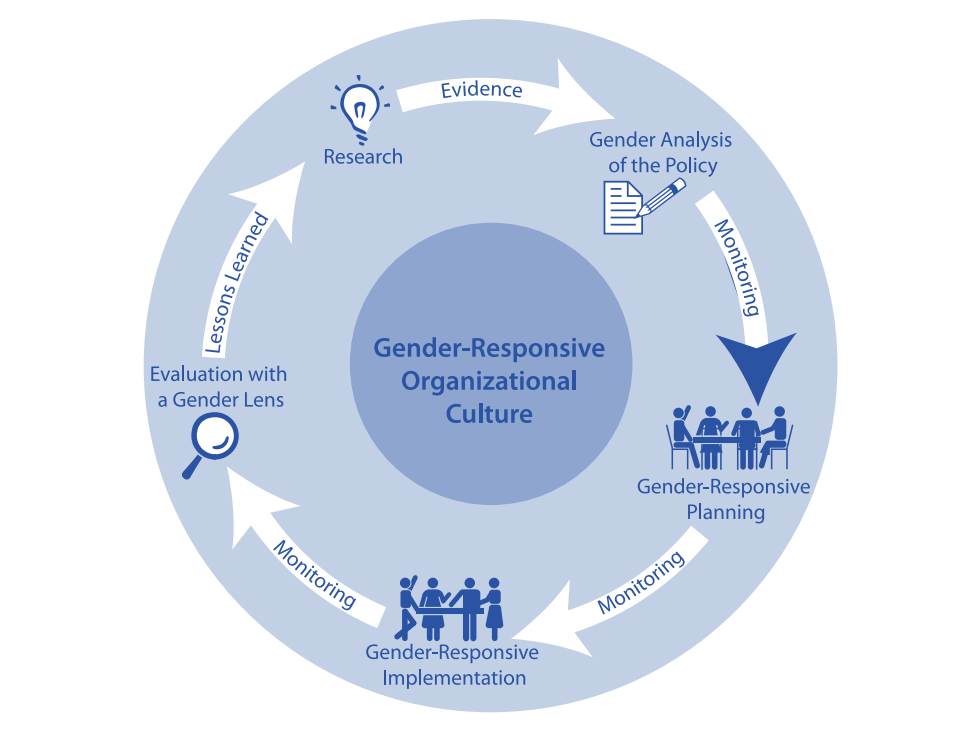 Evidence
Research
Gender Analysis
of the Policy
Monitoring
Gender-Responsive
Planning
Monitoring
Gender-Responsive
Implementation
Monitoring
Evaluation with
a Gender Lens
Lessons Learned
Gender-Responsive
Organizational
Culture